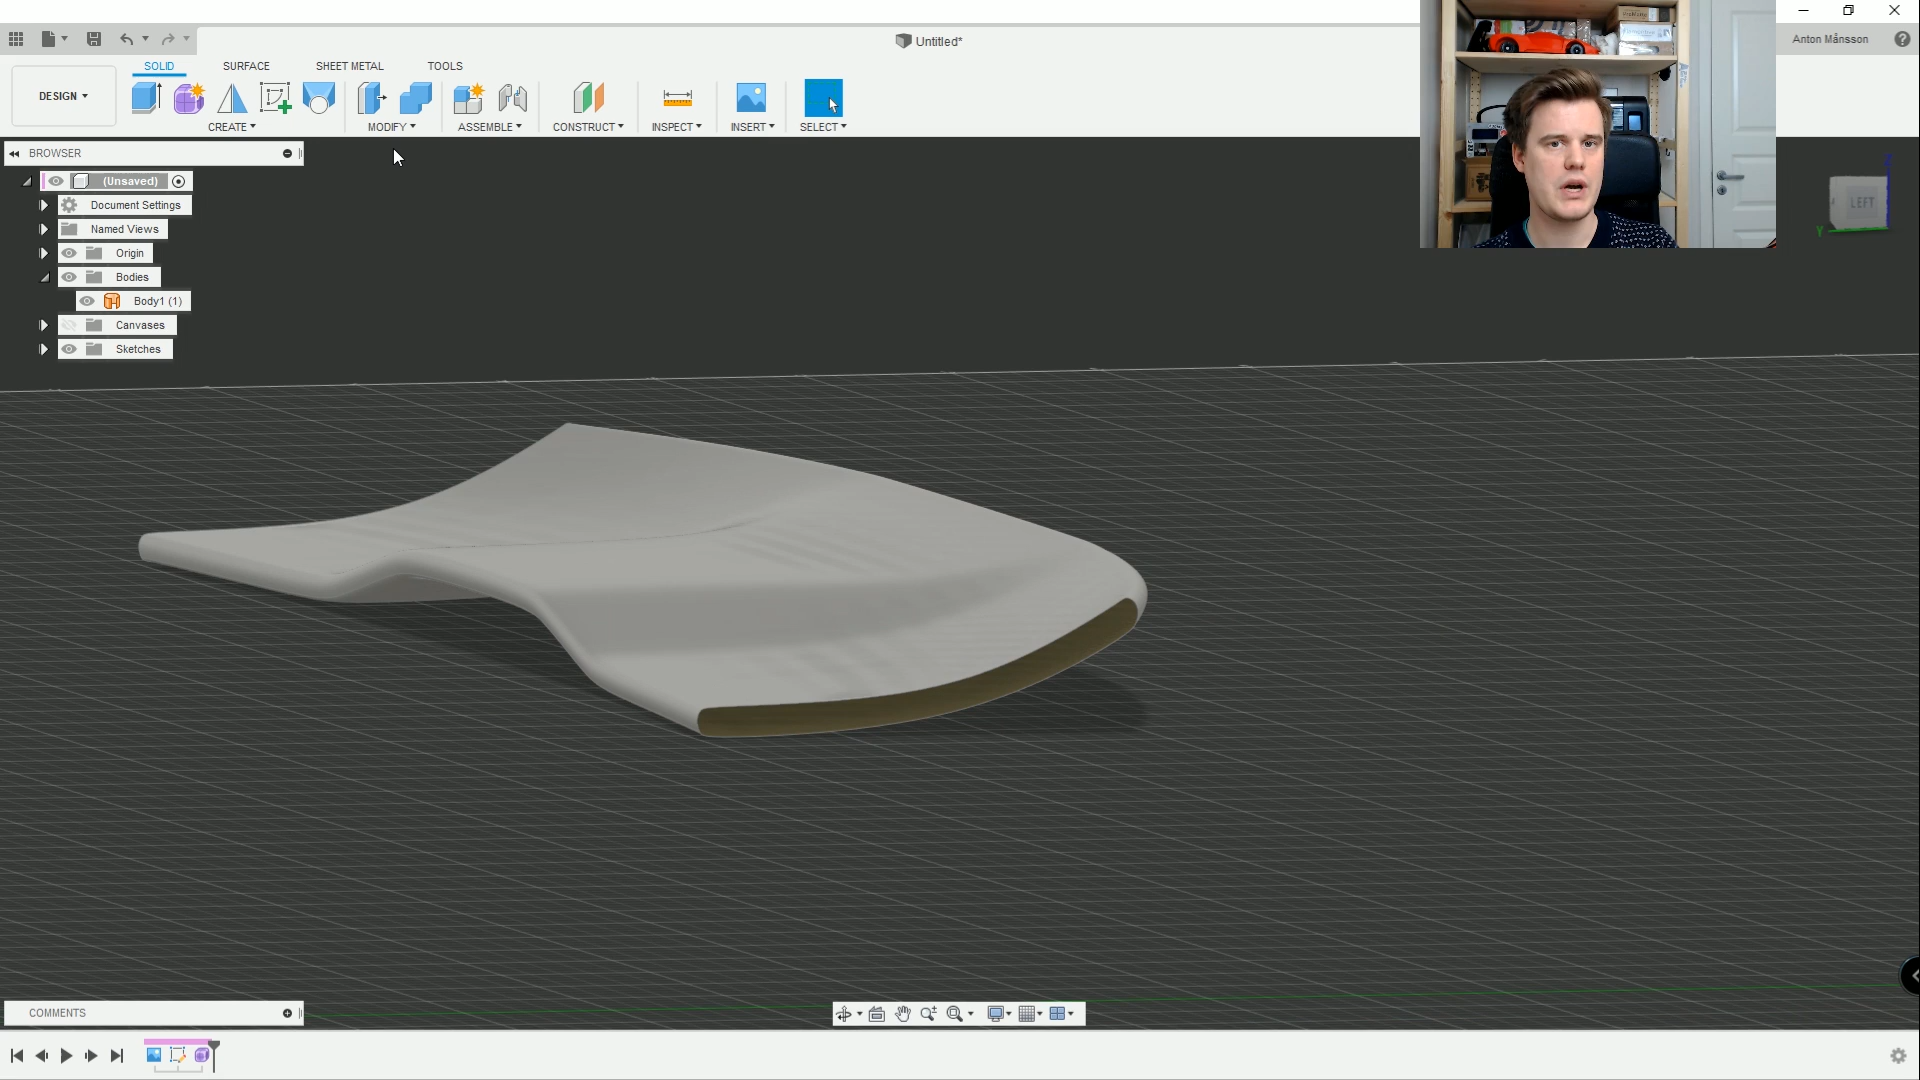 Untitled*
Anton Månsson
DESIGN
SOLID
SURFACE
SHEET METAL
TOOLS
CREATE
MODIFY
ASSEMBLE
CONSTRUCT
INSPECT
INSERT
SELECT
BROWSER
(Unsaved)
Document Settings
Named Views
Origin
Bodies
Body1 (1)
Canvases
Sketches
LEFT
Z
Y
COMMENTS